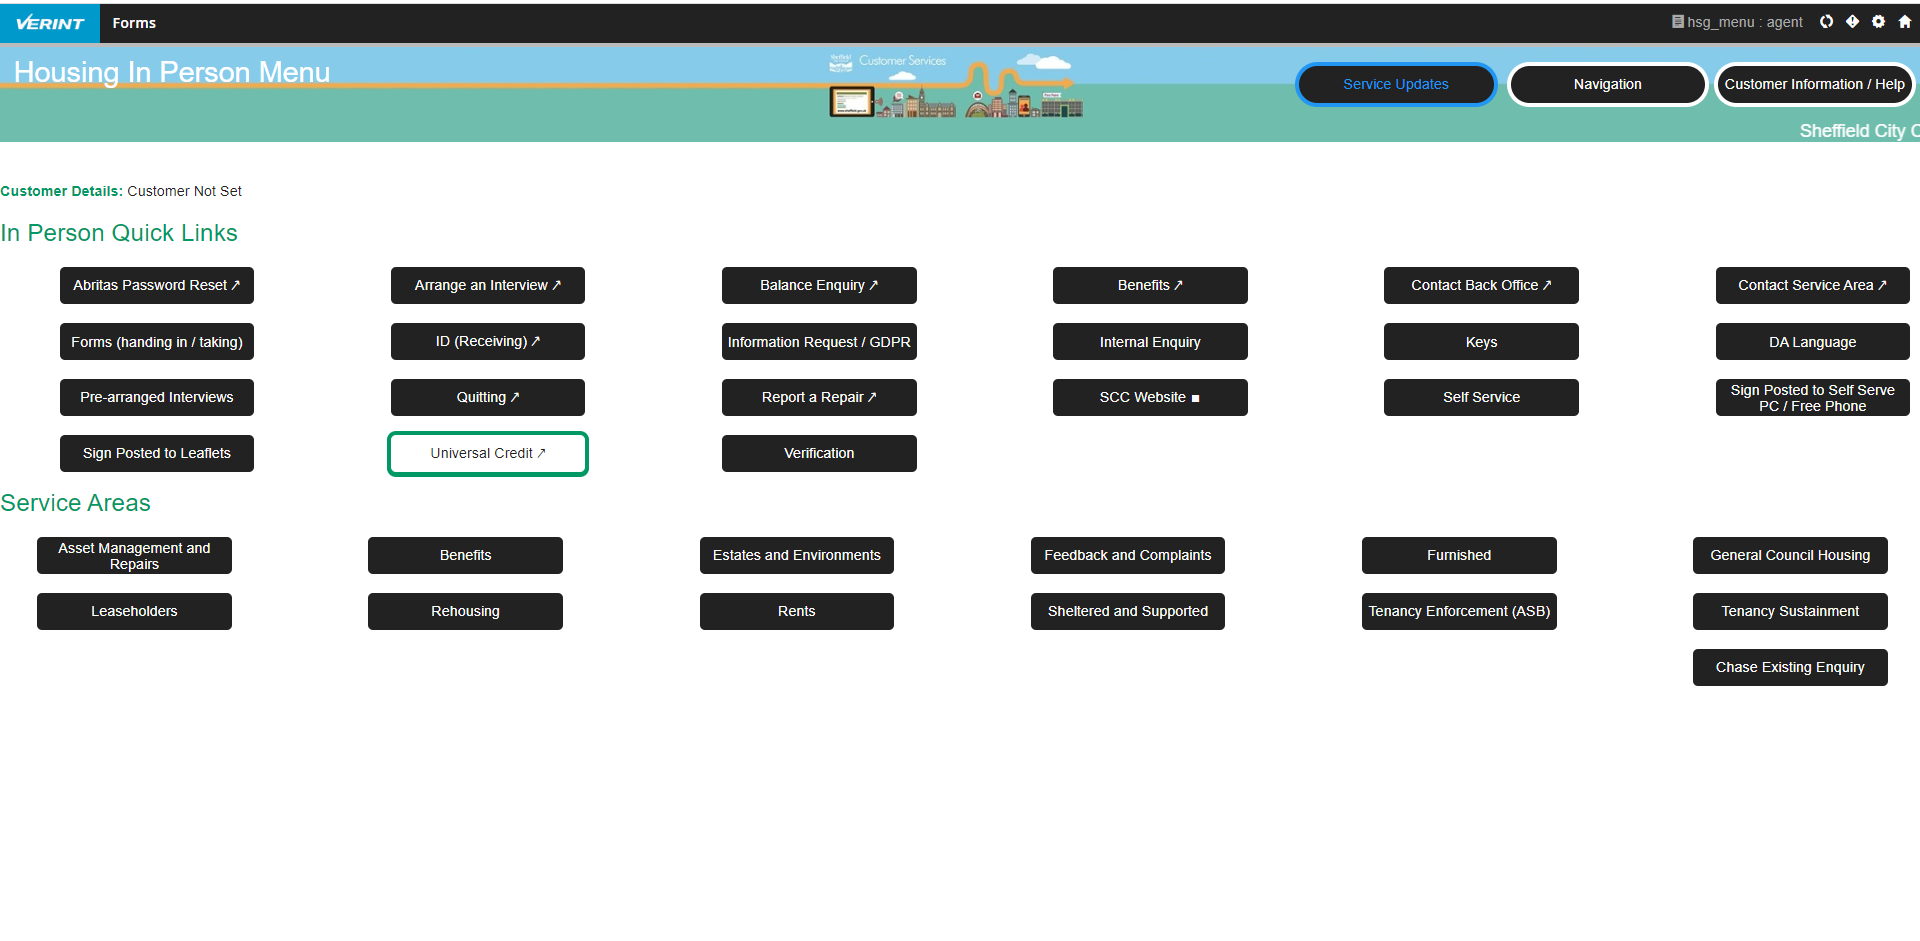 VERINT Forms hsg_menu : agent
Housing In Person Menu
Customer Services
Service Updates
Navigation
Customer Information / Help
Sheffield City C
Customer Details: Customer Not Set
In Person Quick Links
Abritas Password Reset ↗
Arrange an Interview ↗
Balance Enquiry ↗
Benefits ↗
Contact Back Office ↗
Contact Service Area ↗
Forms (handing in / taking)
ID (Receiving) ↗
Information Request / GDPR
Internal Enquiry
Keys
DA Language
Pre-arranged Interviews
Quitting ↗
Report a Repair ↗
SCC Website ■
Self Service
Sign Posted to Self Serve
PC / Free Phone
Sign Posted to Leaflets
Universal Credit ↗
Verification
Service Areas
Asset Management and
Repairs
Benefits
Estates and Environments
Feedback and Complaints
Furnished
General Council Housing
Leaseholders
Rehousing
Rents
Sheltered and Supported
Tenancy Enforcement (ASB)
Tenancy Sustainment
Chase Existing Enquiry